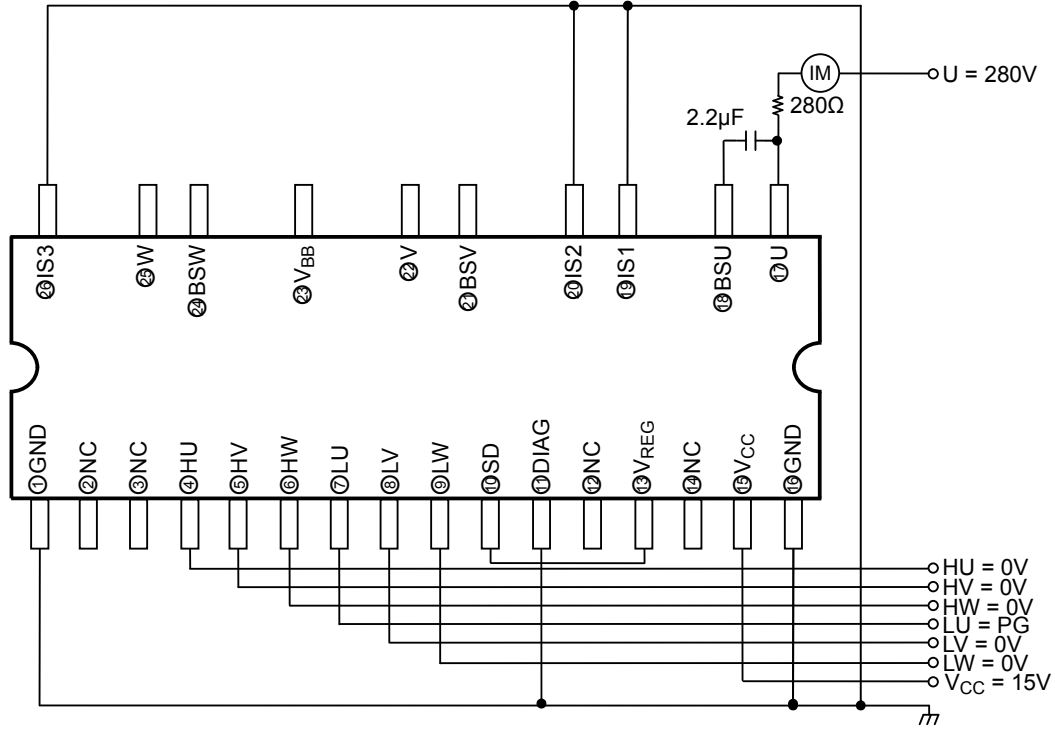 IM
U = 280V
280Ω
2.2µF
㉖IS3
㉕W
㉔BSW
㉓VBB
㉒V
㉑BSV
⑳IS2
⑲IS1
⑱BSU
⑰U
①GND
②NC
③NC
④HU
⑤HV
⑥HW
⑦LU
⑧LV
⑨LW
⑩SD
⑪DIAG
⑫NC
⑬VREG
⑭NC
⑮VCC
⑯GND
HU = 0V
HV = 0V
HW = 0V
LU = PG
LV = 0V
LW = 0V
VCC = 15V